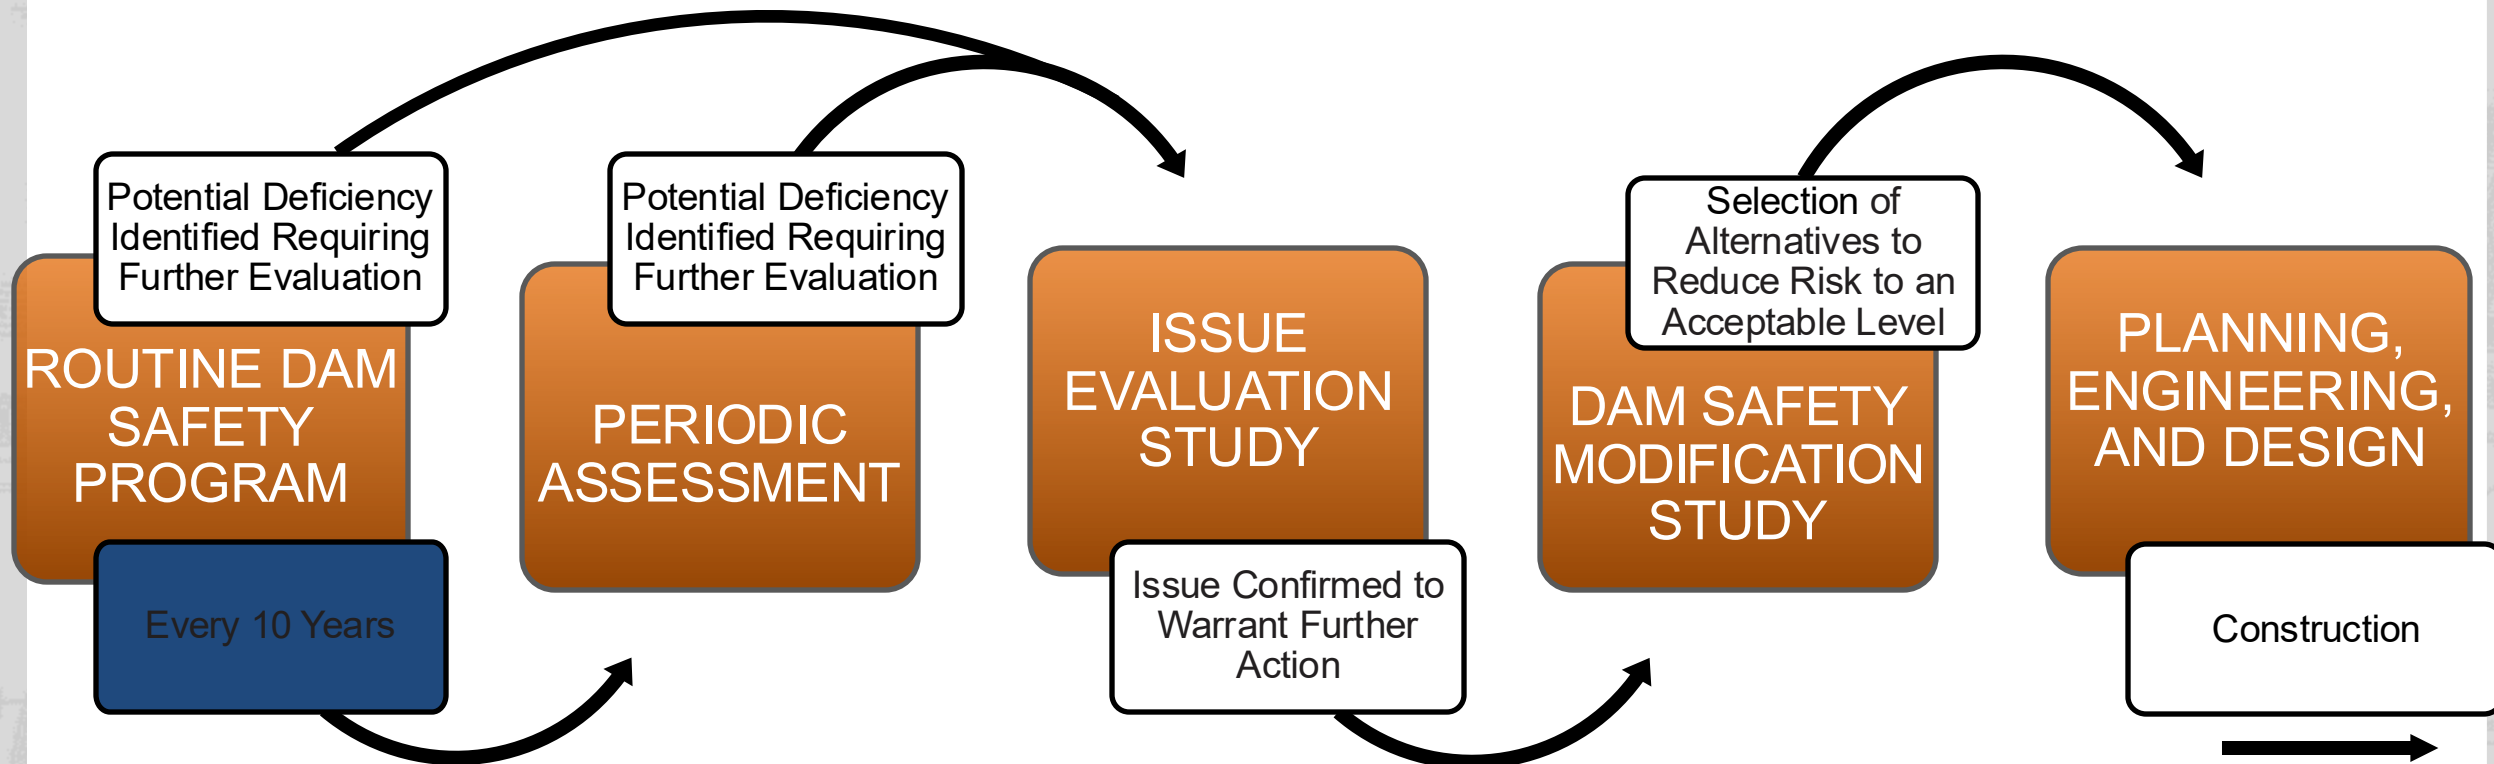 Potential Deficiency
Identified Requiring
Further Evaluation
ROUTINE DAM
SAFETY
PROGRAM
Every 10 Years
Potential Deficiency
Identified Requiring
Further Evaluation
PERIODIC
ASSESSMENT
ISSUE
EVALUATION
STUDY
Issue Confirmed to
Warrant Further
Action
Selection of
Alternatives to
Reduce Risk to an
Acceptable Level
DAM SAFETY
MODIFICATION
STUDY
PLANNING,
ENGINEERING,
AND DESIGN
Construction